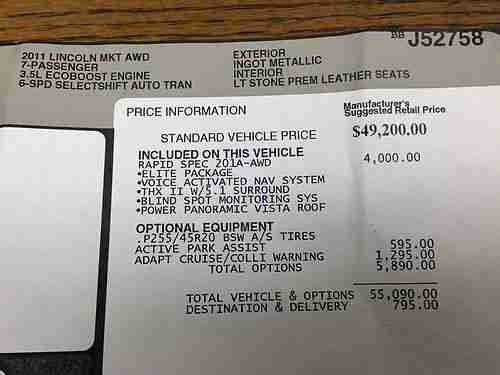 BB J52758
2011 LINCOLN MKT AWD
7-PASSENGER
3.5L ECOBOOST ENGINE
6-SPD SELECTSHIFT AUTO TRAN
EXTERIOR
INGOT METALLIC
INTERIOR
LT STONE PREM LEATHER SEATS
PRICE INFORMATION
Manufacturer's
Suggested Retail Price
STANDARD VEHICLE PRICE $49,200.00
INCLUDED ON THIS VEHICLE
RAPID SPEC 201A-AWD 4,000.00
•ELITE PACKAGE
•VOICE ACTIVATED NAV SYSTEM
•THX II W/5.1 SURROUND
•BLIND SPOT MONITORING SYS
•POWER PANORAMIC VISTA ROOF
OPTIONAL EQUIPMENT
.P255/45R20 BSW A/S TIRES
ACTIVE PARK ASSIST 595.00
ADAPT CRUISE/COLLI WARNING 1,295.00
TOTAL OPTIONS 5,890.00
TOTAL VEHICLE & OPTIONS 55,090.00
DESTINATION & DELIVERY 795.00